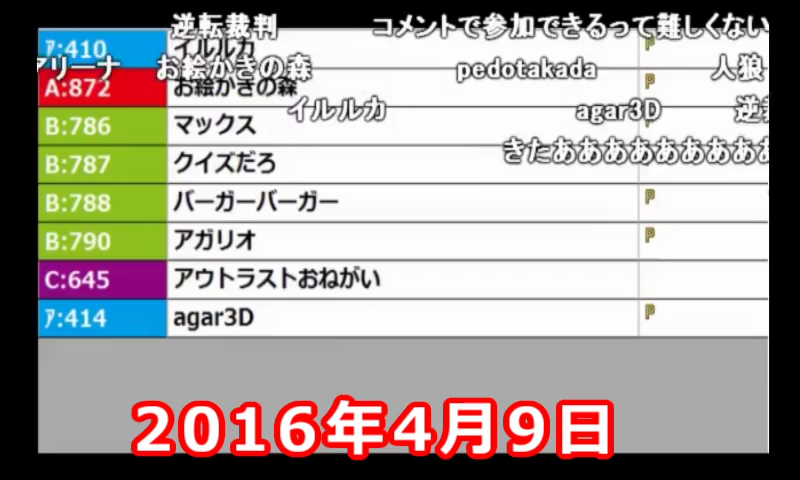 逆転裁判 コメントで参加できるって難しくない
ｱ:410 イルルカ P
アリーナ お絵かきの森 pedotakada 人狼
A:872 お絵かきの森 P
イルルカ agar3D 逆裁
B:786 マックス P
きたあああああああああ
B:787 クイズだろ
B:788 バーガーバーガー P
B:790 アガリオ P
C:645 アウトラストおねがい
ｱ:414 agar3D P
2016年4月9日